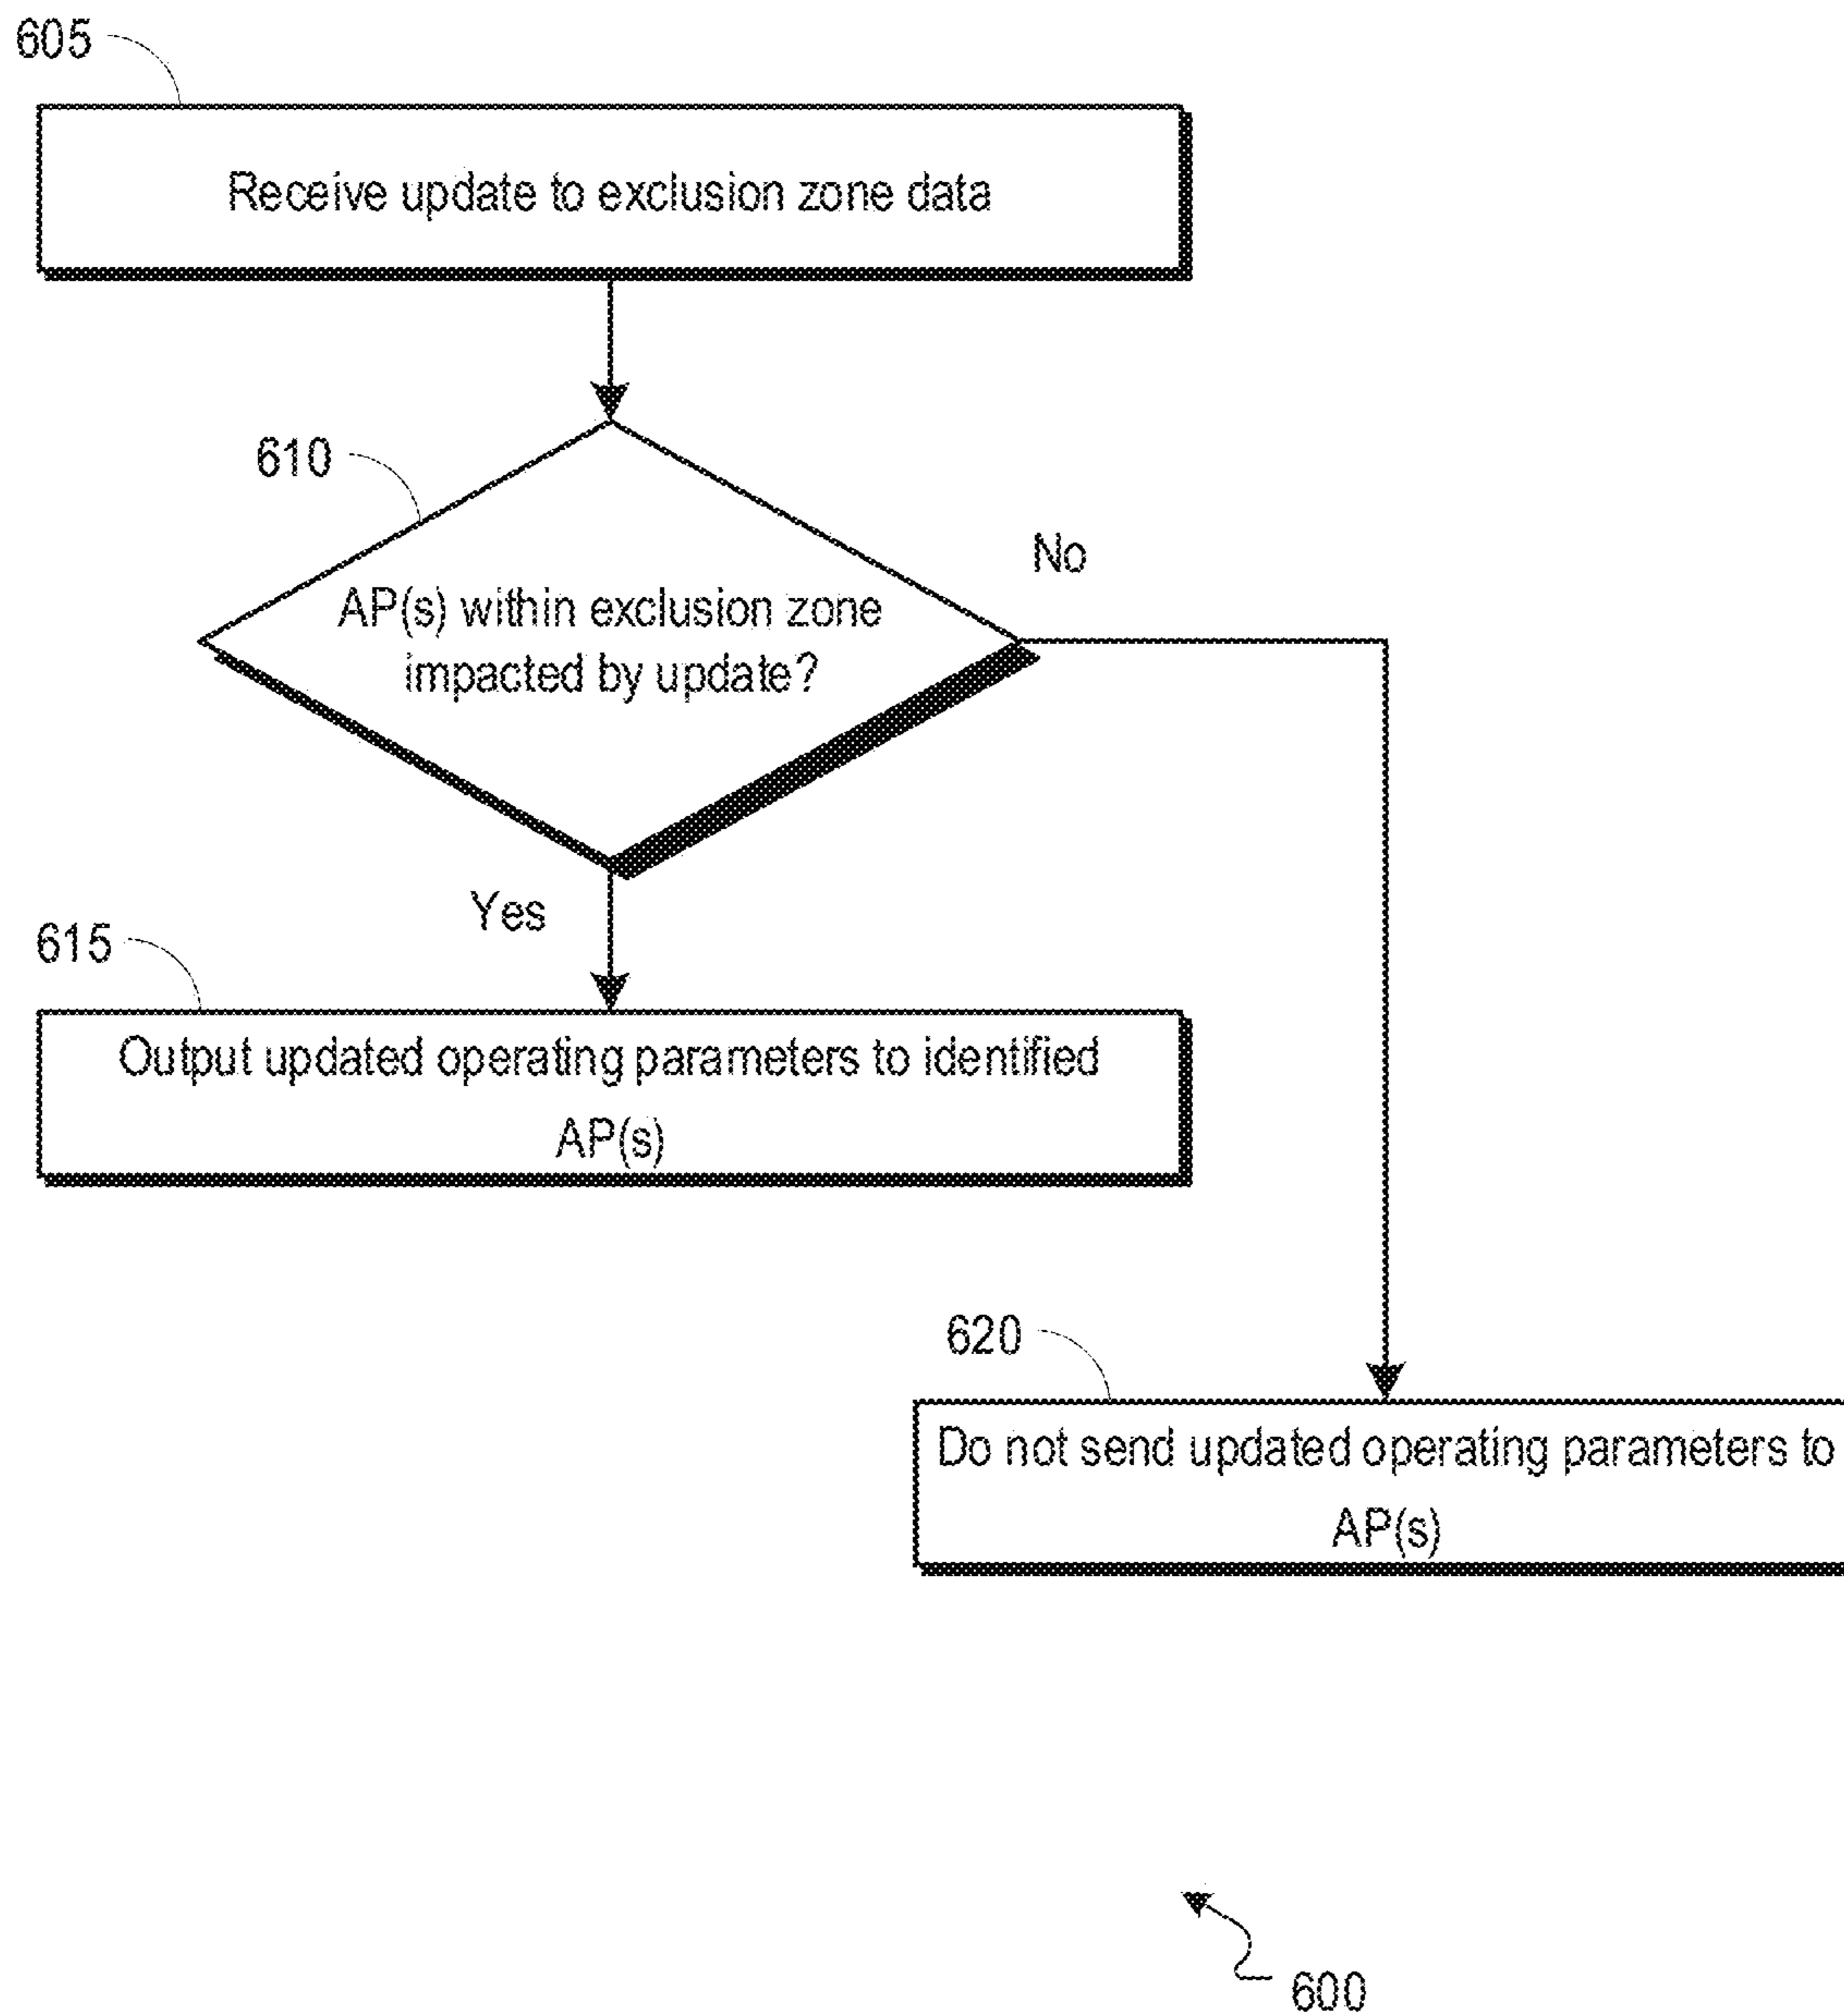 605
Receive update to exclusion zone data
610
No
AP(s) within exclusion zone
impacted by update?
Yes
615
Output updated operating parameters to identified
AP(s)
620
Do not send updated operating parameters to
AP(s)
600